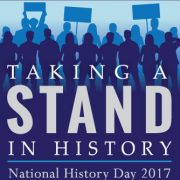 TAKING A
STAND
IN HISTORY
National History Day 2017